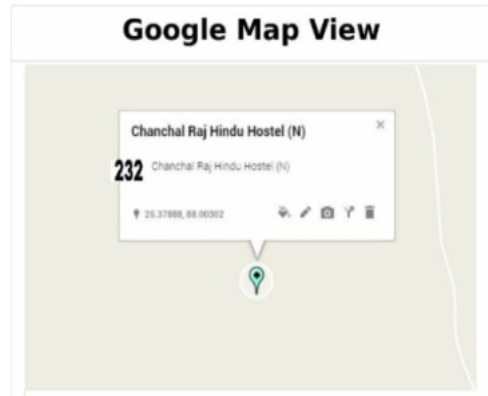 Google Map View
Chanchal Raj Hindu Hostel (N)
232 Chanchal Raj Hindu Hostel (N)
25.37888, 88.00302